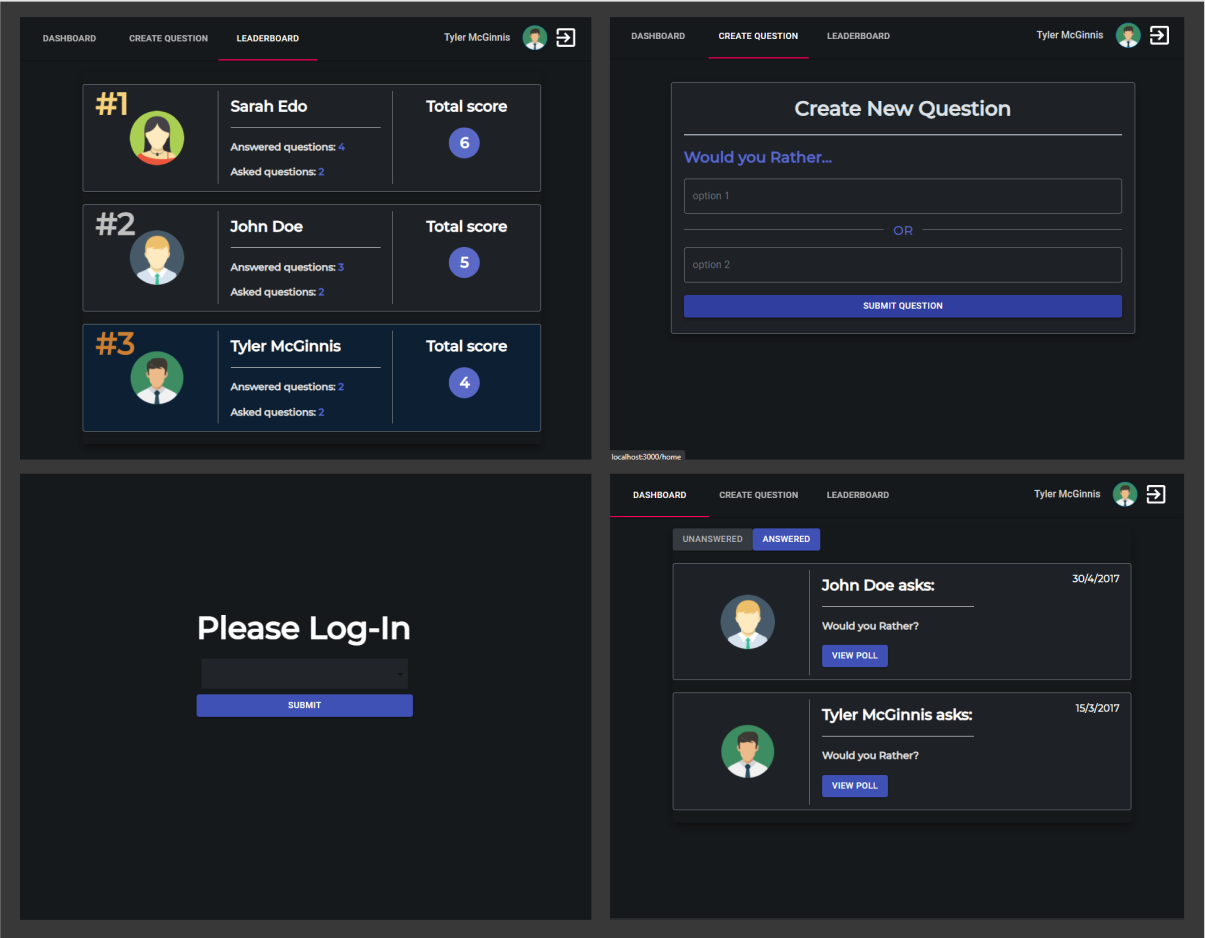 DASHBOARD CREATE QUESTION LEADERBOARD Tyler McGinnis
#1
Sarah Edo
Answered questions: 4
Asked questions: 2
Total score
6
#2
John Doe
Answered questions: 3
Asked questions: 2
Total score
5
#3
Tyler McGinnis
Answered questions: 2
Asked questions: 2
Total score
4
DASHBOARD CREATE QUESTION LEADERBOARD Tyler McGinnis
Create New Question
Would you Rather...
option 1
OR
option 2
SUBMIT QUESTION
localhost:3000/home
Please Log-In
SUBMIT
DASHBOARD CREATE QUESTION LEADERBOARD Tyler McGinnis
UNANSWERED ANSWERED
John Doe asks:
30/4/2017
Would you Rather?
VIEW POLL
Tyler McGinnis asks:
15/3/2017
Would you Rather?
VIEW POLL